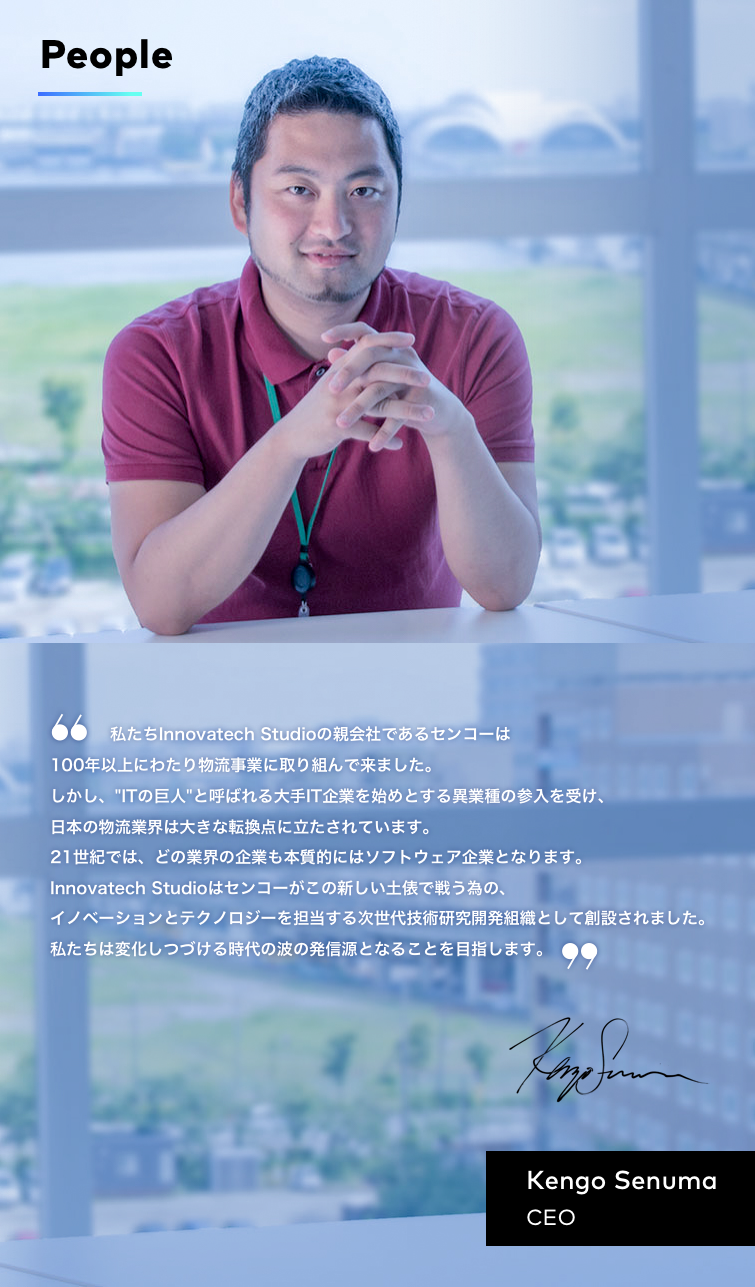 People
“ 私たちInnovatech Studioの親会社であるセンコーは
100年以上にわたり物流事業に取り組んで来ました。
しかし、"ITの巨人"と呼ばれる大手IT企業を始めとする異業種の参入を受け、
日本の物流業界は大きな転換点に立たされています。
21世紀では、どの業界の企業も本質的にはソフトウェア企業となります。
Innovatech Studioはセンコーがこの新しい土俵で戦う為の、
イノベーションとテクノロジーを担当する次世代技術研究開発組織として創設されました。
私たちは変化しつづける時代の波の発信源となることを目指します。 ”
Kengo Senuma
Kengo Senuma
CEO